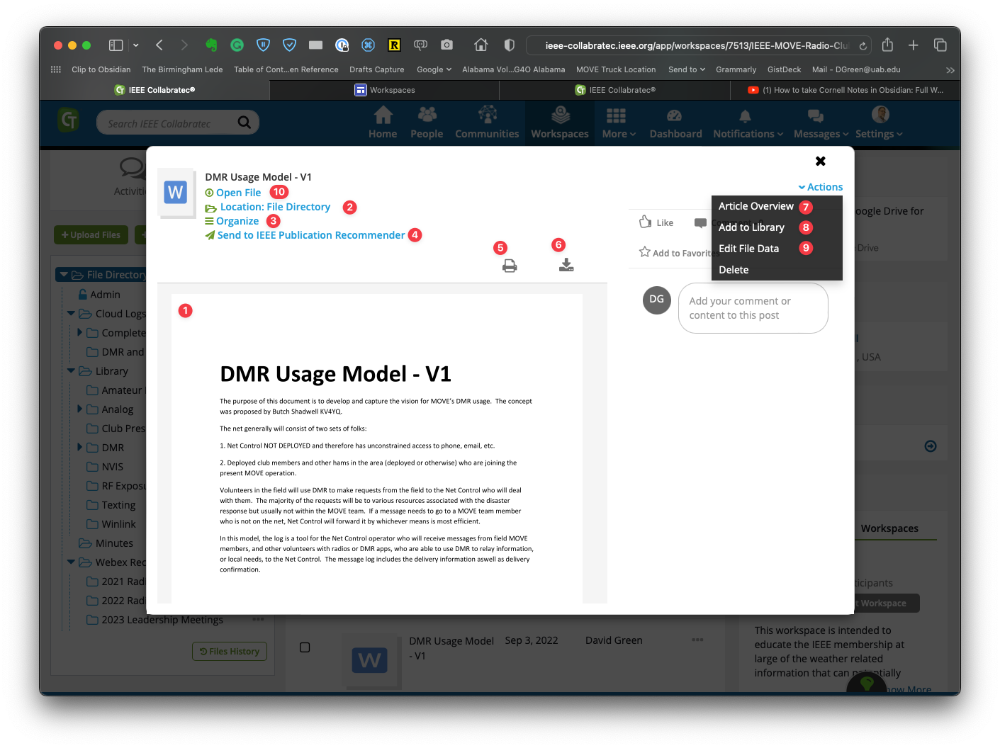 ieee-collabratec.ieee.org/app/workspaces/7513/IEEE-MOVE-Radio-Clu
Clip to Obsidian The Birmingham Lede Table of Cont...en Reference Drafts Capture Google Alabama Vol...G4O Alabama MOVE Truck Location Send to Grammarly GistDeck Mail - DGreen@uab.edu
IEEE Collabratec® Workspaces IEEE Collabratec® (1) How to take Cornell Notes in Obsidian: Full W...
Search IEEE Collabratec
Home People Communities Workspaces More Dashboard Notifications Messages Settings
DMR Usage Model - V1
Open File 10
Location: File Directory 2
Organize 3
Send to IEEE Publication Recommender 4
5 6
Actions
Article Overview 7
Add to Library 8
Edit File Data 9
Delete
Like
Add to Favorites
DG
Add your comment or
content to this post
W
1
DMR Usage Model - V1
The purpose of this document is to develop and capture the vision for MOVE's DMR usage. The concept
was proposed by Butch Shadwell KV4YQ.
The net generally will consist of two sets of folks:
1. Net Control NOT DEPLOYED and therefore has unconstrained access to phone, email, etc.
2. Deployed club members and other hams in the area (deployed or otherwise) who are joining the
present MOVE operation.
Volunteers in the field will use DMR to make requests from the field to the Net Control who will deal
with them. The majority of the requests will be to various resources associated with the disaster
response but usually not within the MOVE team. If a message needs to go to a MOVE team member
who is not on the net, Net Control will forward it by whichever means is most efficient.
In this model, the log is a tool for the Net Control operator who will receive messages from field MOVE
members, and other volunteers with radios or DMR apps, who are able to use DMR to relay information,
or local needs, to the Net Control. The message log includes the delivery information aswell as delivery
confirmation.
Activiti
+ Upload Files
File Directory
Admin
Cloud Logs
Complete
DMR and
Library
Amateur
Analog
Club Pres
DMR
NVIS
RF Exposu
Texting
Winlink
Minutes
Webex Rec
2021 Radi
2022 Radi
2023 Leadership Meetings
Files History
W
DMR Usage Model
- V1
Sep 3, 2022
David Green
oogle Drive for
Drive
, USA
Workspaces
ticipants
t Workspace
This workspace is intended to
educate the IEEE membership at
large of the weather related
information that can potentially
how More